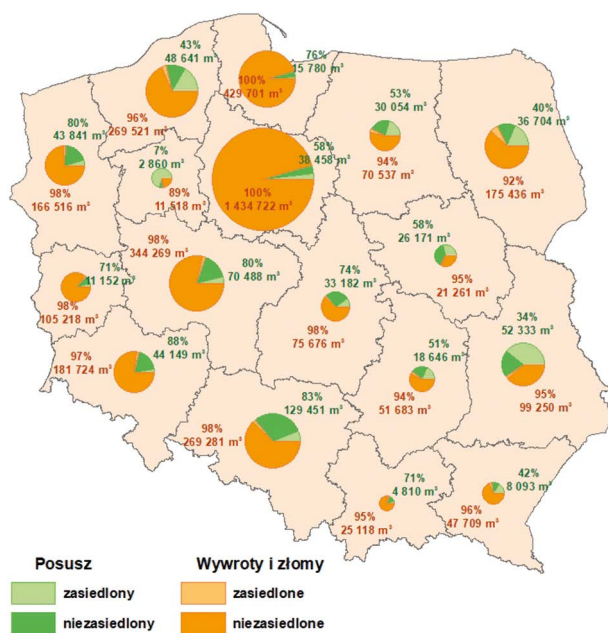 43%
48 641 m³
96%
269 521 m³
76%
15 780 m³
100%
429 701 m³
53%
30 054 m³
94%
70 537 m³
40%
36 704 m³
92%
175 436 m³
80%
43 841 m³
98%
166 516 m³
7%
2 860 m³
89%
11 518 m³
58%
38 458 m³
100%
1 434 722 m³
58%
26 171 m³
95%
21 261 m³
98%
344 269 m³
80%
70 488 m³
71%
11 152 m³
98%
105 218 m³
74%
33 182 m³
98%
75 676 m³
34%
52 333 m³
95%
99 250 m³
88%
44 149 m³
97%
181 724 m³
51%
18 646 m³
94%
51 683 m³
83%
129 451 m³
98%
269 281 m³
71%
4 810 m³
95%
25 118 m³
42%
8 093 m³
96%
47 709 m³
Posusz Wywroty i złomy
zasiedlony zasiedlone
niezasiedlony niezasiedlone